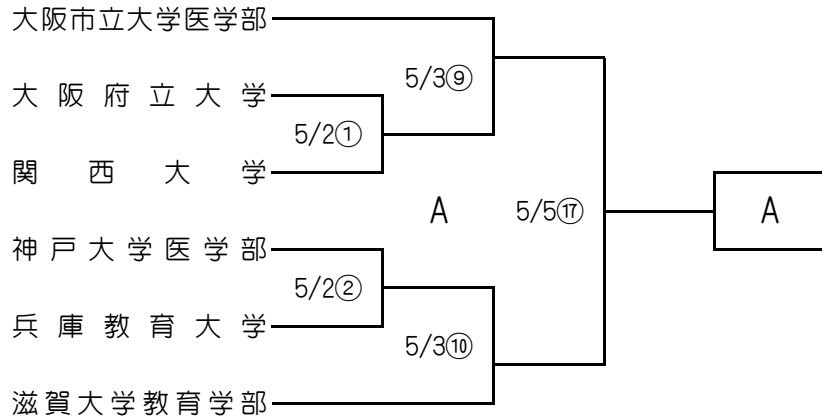 大阪市立大学医学部
5/3⑨
大阪府立大学
5/2①
関西大学
A 5/5⑰ A
神戸大学医学部
5/2②
兵庫教育大学
5/3⑩
滋賀大学教育学部